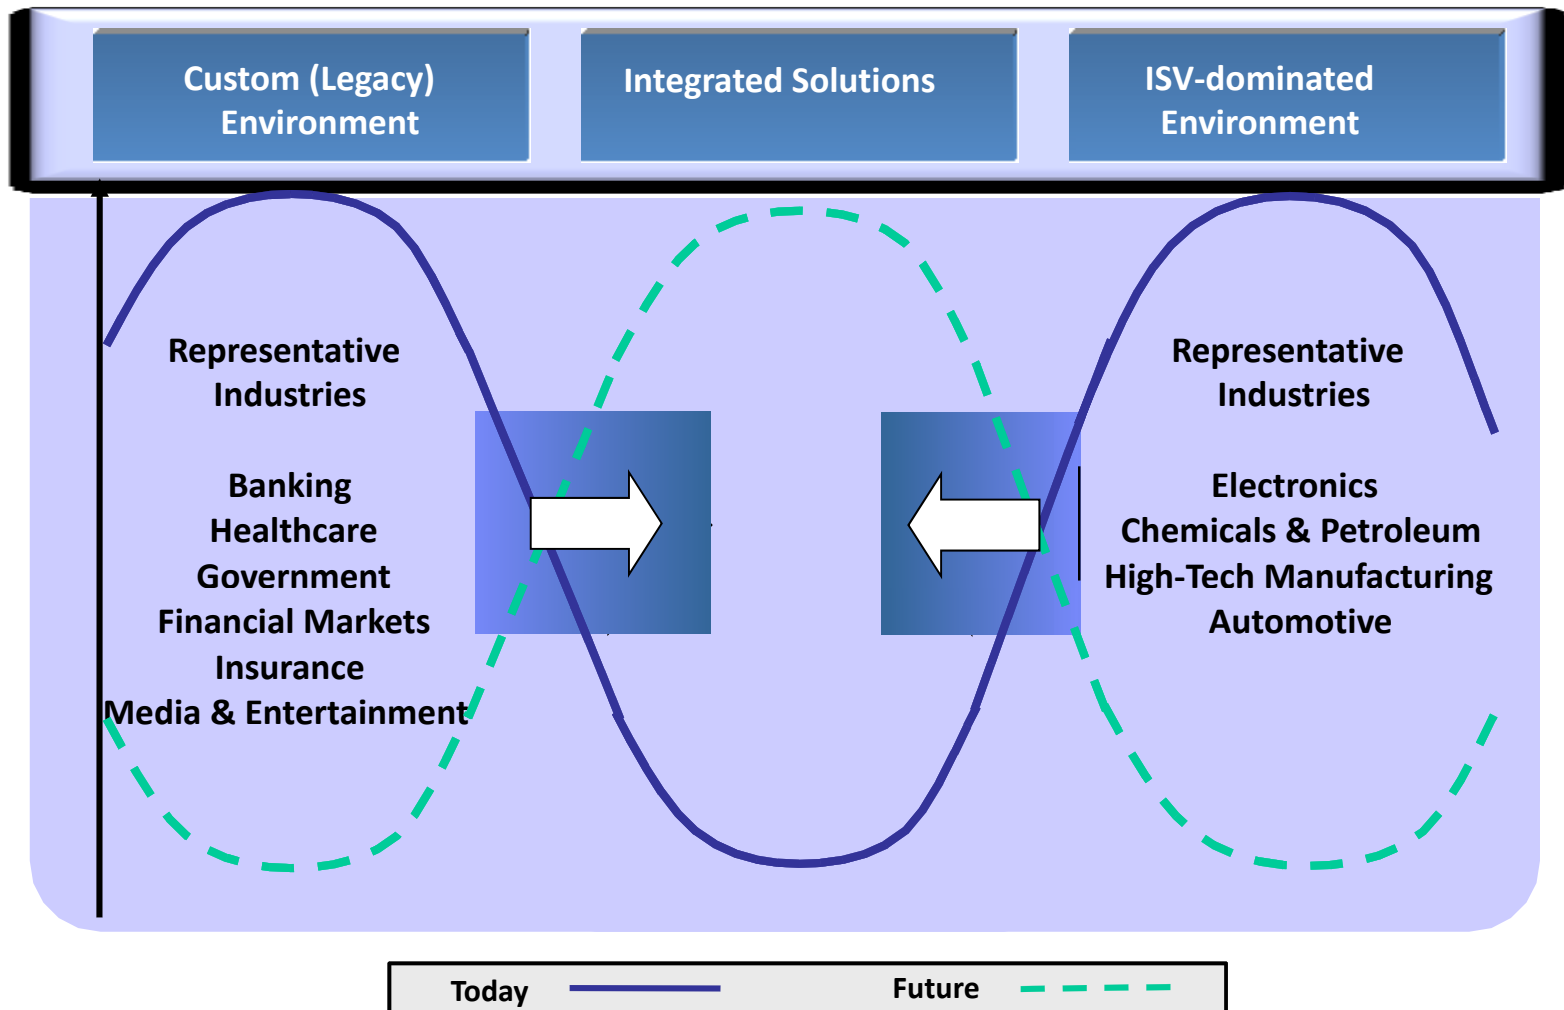 Custom (Legacy)
Environment
Integrated Solutions
ISV-dominated
Environment
Representative
Industries
Banking
Healthcare
Government
Financial Markets
Insurance
Media & Entertainment
Representative
Industries
Electronics
Chemicals & Petroleum
High-Tech Manufacturing
Automotive
Today
Future